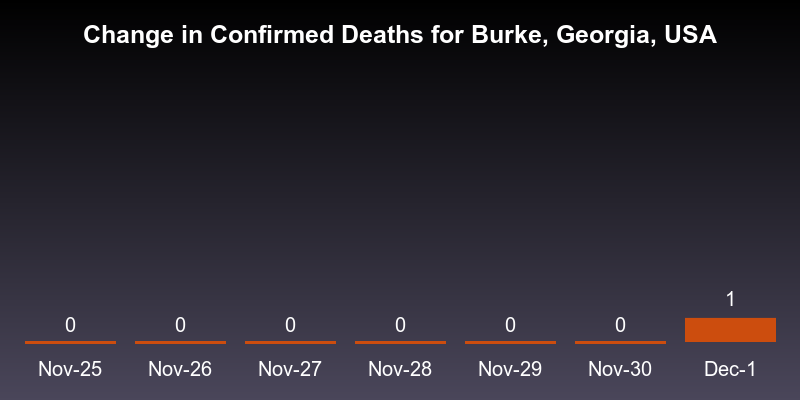 Change in Confirmed Deaths for Burke, Georgia, USA
0 0 0 0 0 0 1
Nov-25 Nov-26 Nov-27 Nov-28 Nov-29 Nov-30 Dec-1